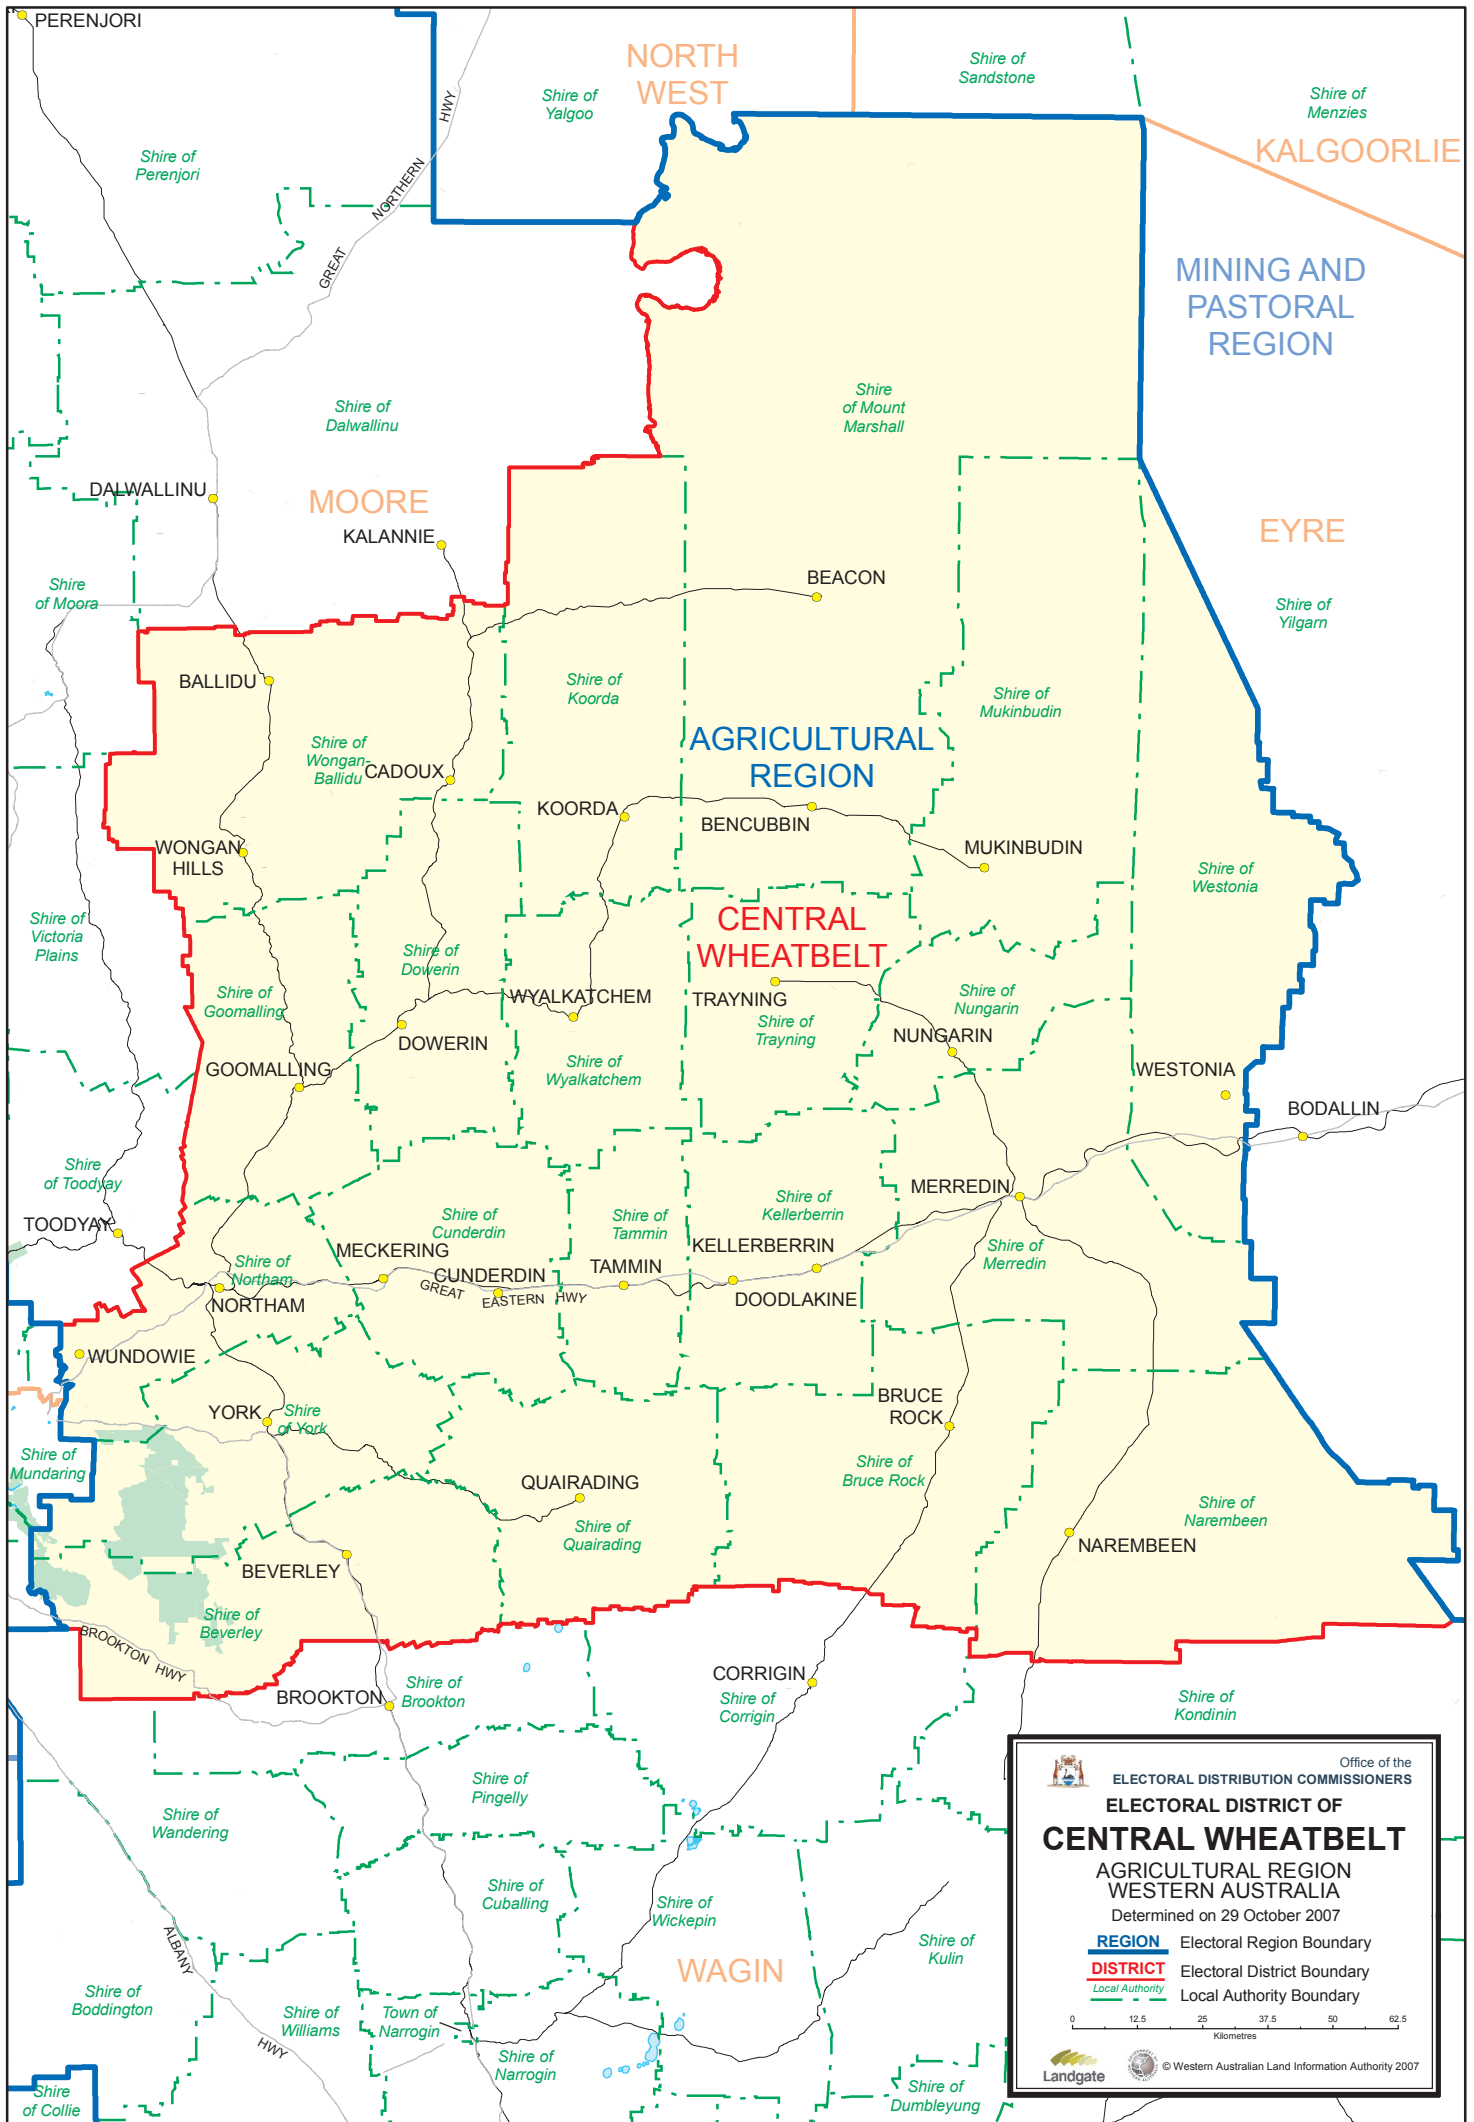 PERENJORI
NORTH
WEST
Shire of
Sandstone
Shire of
Yalgoo
Shire of
Menzies
KALGOORLIE
HWY
Shire of
Perenjori
NORTHERN
GREAT
MINING AND
PASTORAL
REGION
Shire
of Mount
Marshall
Shire of
Dalwallinu
DALWALLINU
MOORE
KALANNIE
EYRE
BEACON
Shire
of Moora
Shire of
Yilgarn
BALLIDU
Shire of
Koorda
Shire of
Mukinbudin
AGRICULTURAL
REGION
Shire of
Wongan-
Ballidu
CADOUX
KOORDA
BENCUBBIN
WONGAN
HILLS
MUKINBUDIN
Shire of
Westonia
CENTRAL
WHEATBELT
Shire of
Victoria
Plains
Shire of
Dowerin
Shire of
Goomalling
WYALKATCHEM
TRAYNING
Shire of
Nungarin
Shire of
Trayning
NUNGARIN
DOWERIN
GOOMALLING
Shire of
Wyalkatchem
WESTONIA
BODALLIN
Shire
of Toodyay
MERREDIN
Shire of
Kellerberrin
TOODYAY
Shire of
Cunderdin
Shire of
Tammin
Shire of
Merredin
MECKERING
KELLERBERRIN
Shire of
Northam
CUNDERDIN
TAMMIN
GREAT
EASTERN HWY
NORTHAM
DOODLAKINE
WUNDOWIE
YORK
Shire
of York
BRUCE
ROCK
Shire of
Mundaring
Shire of
Bruce Rock
QUAIRADING
Shire of
Quairading
Shire of
Narembeen
NAREMBEEN
BEVERLEY
Shire of
Beverley
BROOKTON HWY
BROOKTON
Shire of
Brookton
CORRIGIN
Shire of
Corrigin
Shire of
Kondinin
Shire of
Pingelly
Shire of
Wandering
Shire of
Cuballing
Shire of
Wickepin
Shire of
Kulin
ALBANY
WAGIN
Shire of
Boddington
Shire of
Williams
Town of
Narrogin
HWY
Shire of
Narrogin
Shire
of Collie
Shire of
Dumbleyung
Office of the
ELECTORAL DISTRIBUTION COMMISSIONERS
ELECTORAL DISTRICT OF
CENTRAL WHEATBELT
AGRICULTURAL REGION
WESTERN AUSTRALIA
Determined on 29 October 2007
REGION Electoral Region Boundary
DISTRICT Electoral District Boundary
Local Authority Local Authority Boundary
0 12.5 25 37.5 50 62.5
Kilometres
Landgate
© Western Australian Land Information Authority 2007